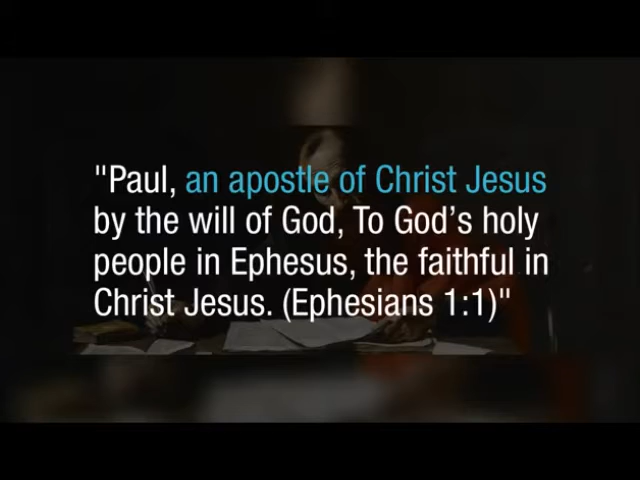 "Paul, an apostle of Christ Jesus
by the will of God, To God’s holy
people in Ephesus, the faithful in
Christ Jesus. (Ephesians 1:1)"